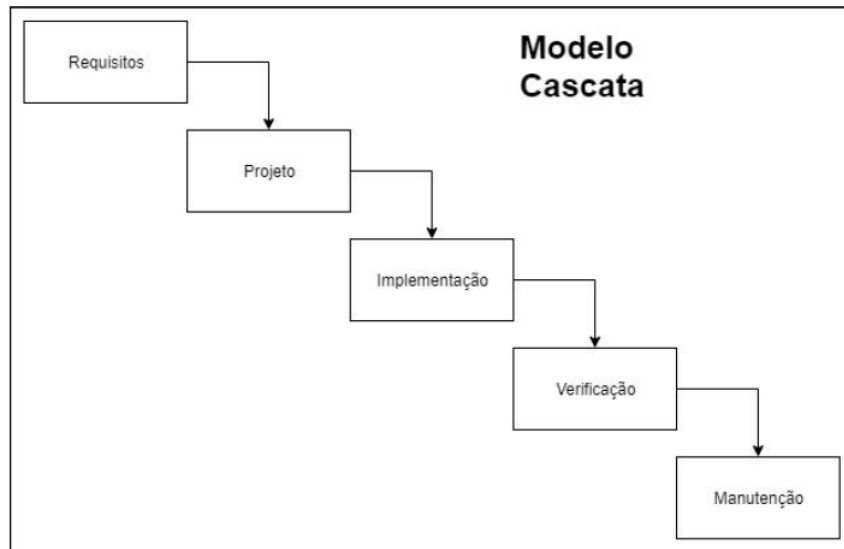 Modelo
Cascata
Requisitos
Projeto
Implementação
Verificação
Manutenção